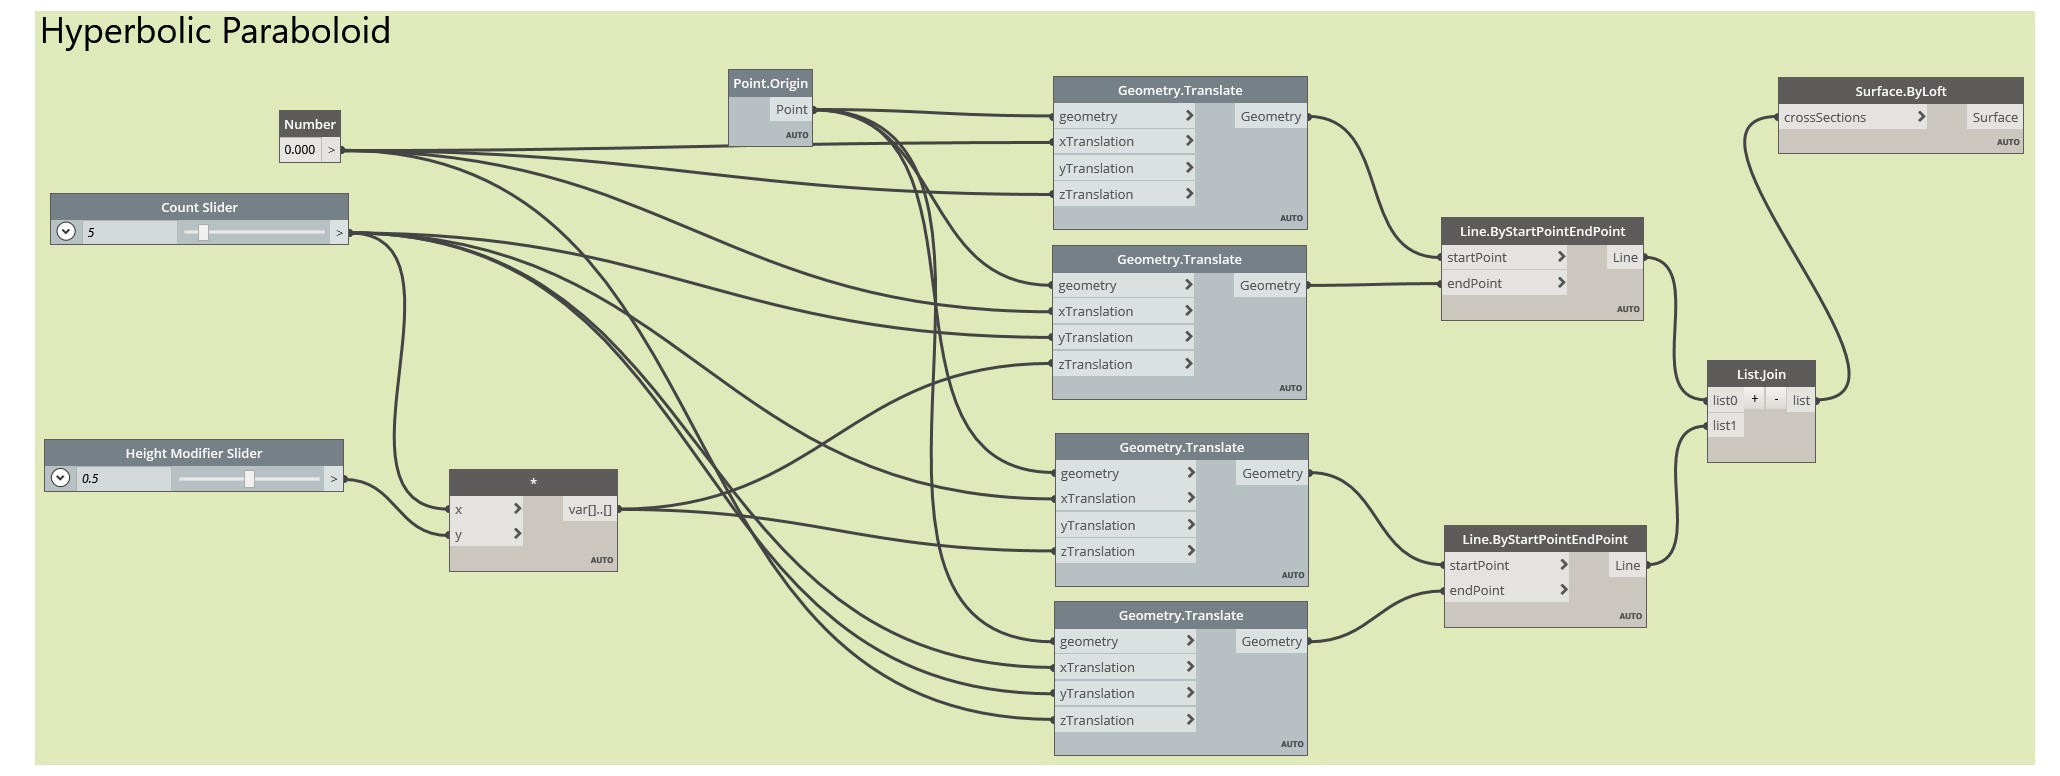 Hyperbolic Paraboloid
Number
0.000 >
Count Slider
5 >
Height Modifier Slider
0.5 >
*
x var[]..[]
y
AUTO
Point.Origin
Point
AUTO
Geometry.Translate
geometry Geometry
xTranslation
yTranslation
zTranslation
AUTO
Geometry.Translate
geometry Geometry
xTranslation
yTranslation
zTranslation
AUTO
Geometry.Translate
geometry Geometry
xTranslation
yTranslation
zTranslation
AUTO
Geometry.Translate
geometry Geometry
xTranslation
yTranslation
zTranslation
AUTO
Line.ByStartPointEndPoint
startPoint Line
endPoint
AUTO
Line.ByStartPointEndPoint
startPoint Line
endPoint
AUTO
List.Join
list0 + - list
list1
Surface.ByLoft
crossSections Surface
AUTO